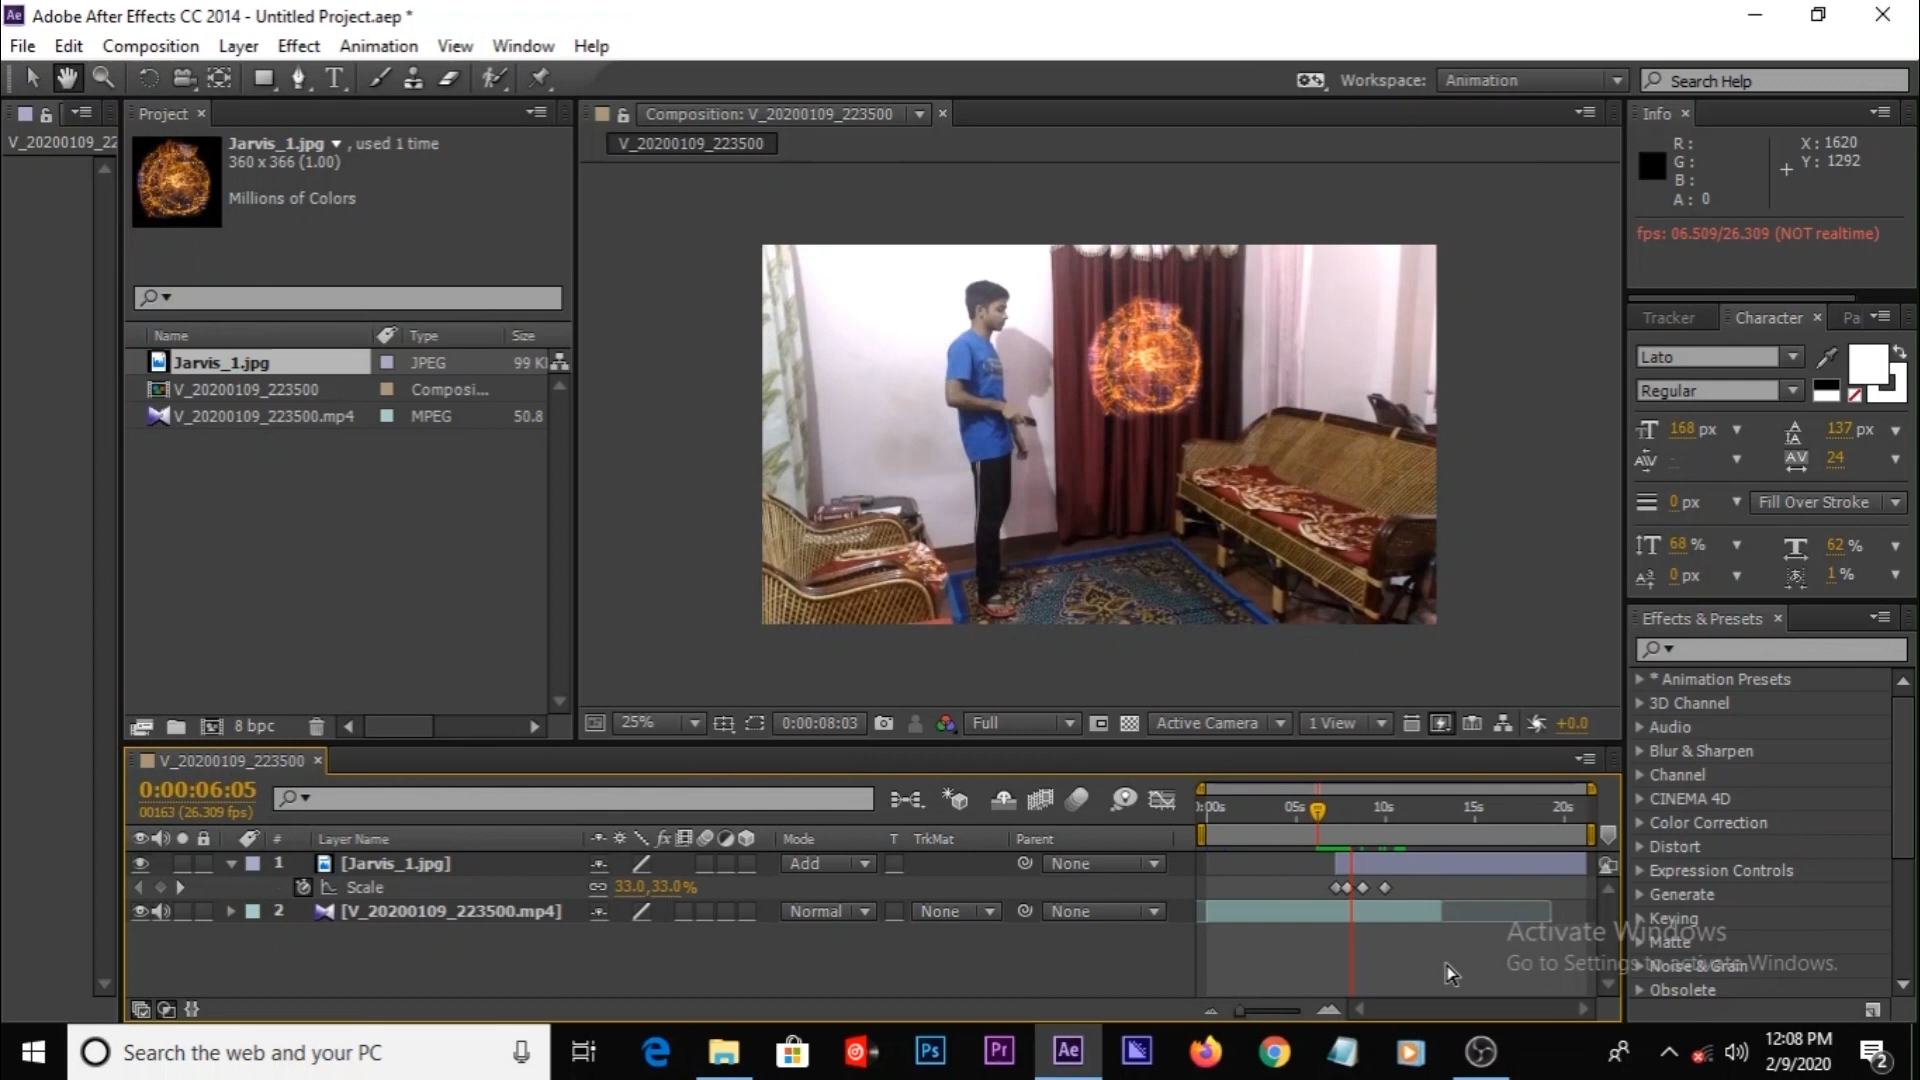 Adobe After Effects CC 2014 - Untitled Project.aep *
File Edit Composition Layer Effect Animation View Window Help
Workspace: Animation Search Help
V_20200109_22
Project
Jarvis_1.jpg , used 1 time
360 x 366 (1.00)
Millions of Colors
Name Type Size
Jarvis_1.jpg JPEG 99 K
V_20200109_223500 Composi...
V_20200109_223500.mp4 MPEG 50.8
8 bpc
Composition: V_20200109_223500
V_20200109_223500
25% 0:00:08:03 Full Active Camera 1 View +0.0
Info
R: X: 1620
G: Y: 1292
B:
A: 0
fps: 06.509/26.309 (NOT realtime)
Tracker Character Pa
Lato
Regular
168 px 137 px
24
0 px Fill Over Stroke
68 % 62 %
0 px 1 %
Effects & Presets
* Animation Presets
3D Channel
Audio
Blur & Sharpen
Channel
CINEMA 4D
Color Correction
Distort
Expression Controls
Generate
Keying
Matte
Noise & Grain
Obsolete
V_20200109_223500
0:00:06:05
00163 (26.309 fps)
0:00s 05s 10s 15s 20s
# Layer Name Mode T TrkMat Parent
1 [Jarvis_1.jpg] Add None
Scale 33.0,33.0%
2 [V_20200109_223500.mp4] Normal None None
Activate Windows
Go to Settings to activate Windows.
Search the web and your PC
Ps Pr Ae
12:08 PM
2/9/2020
2